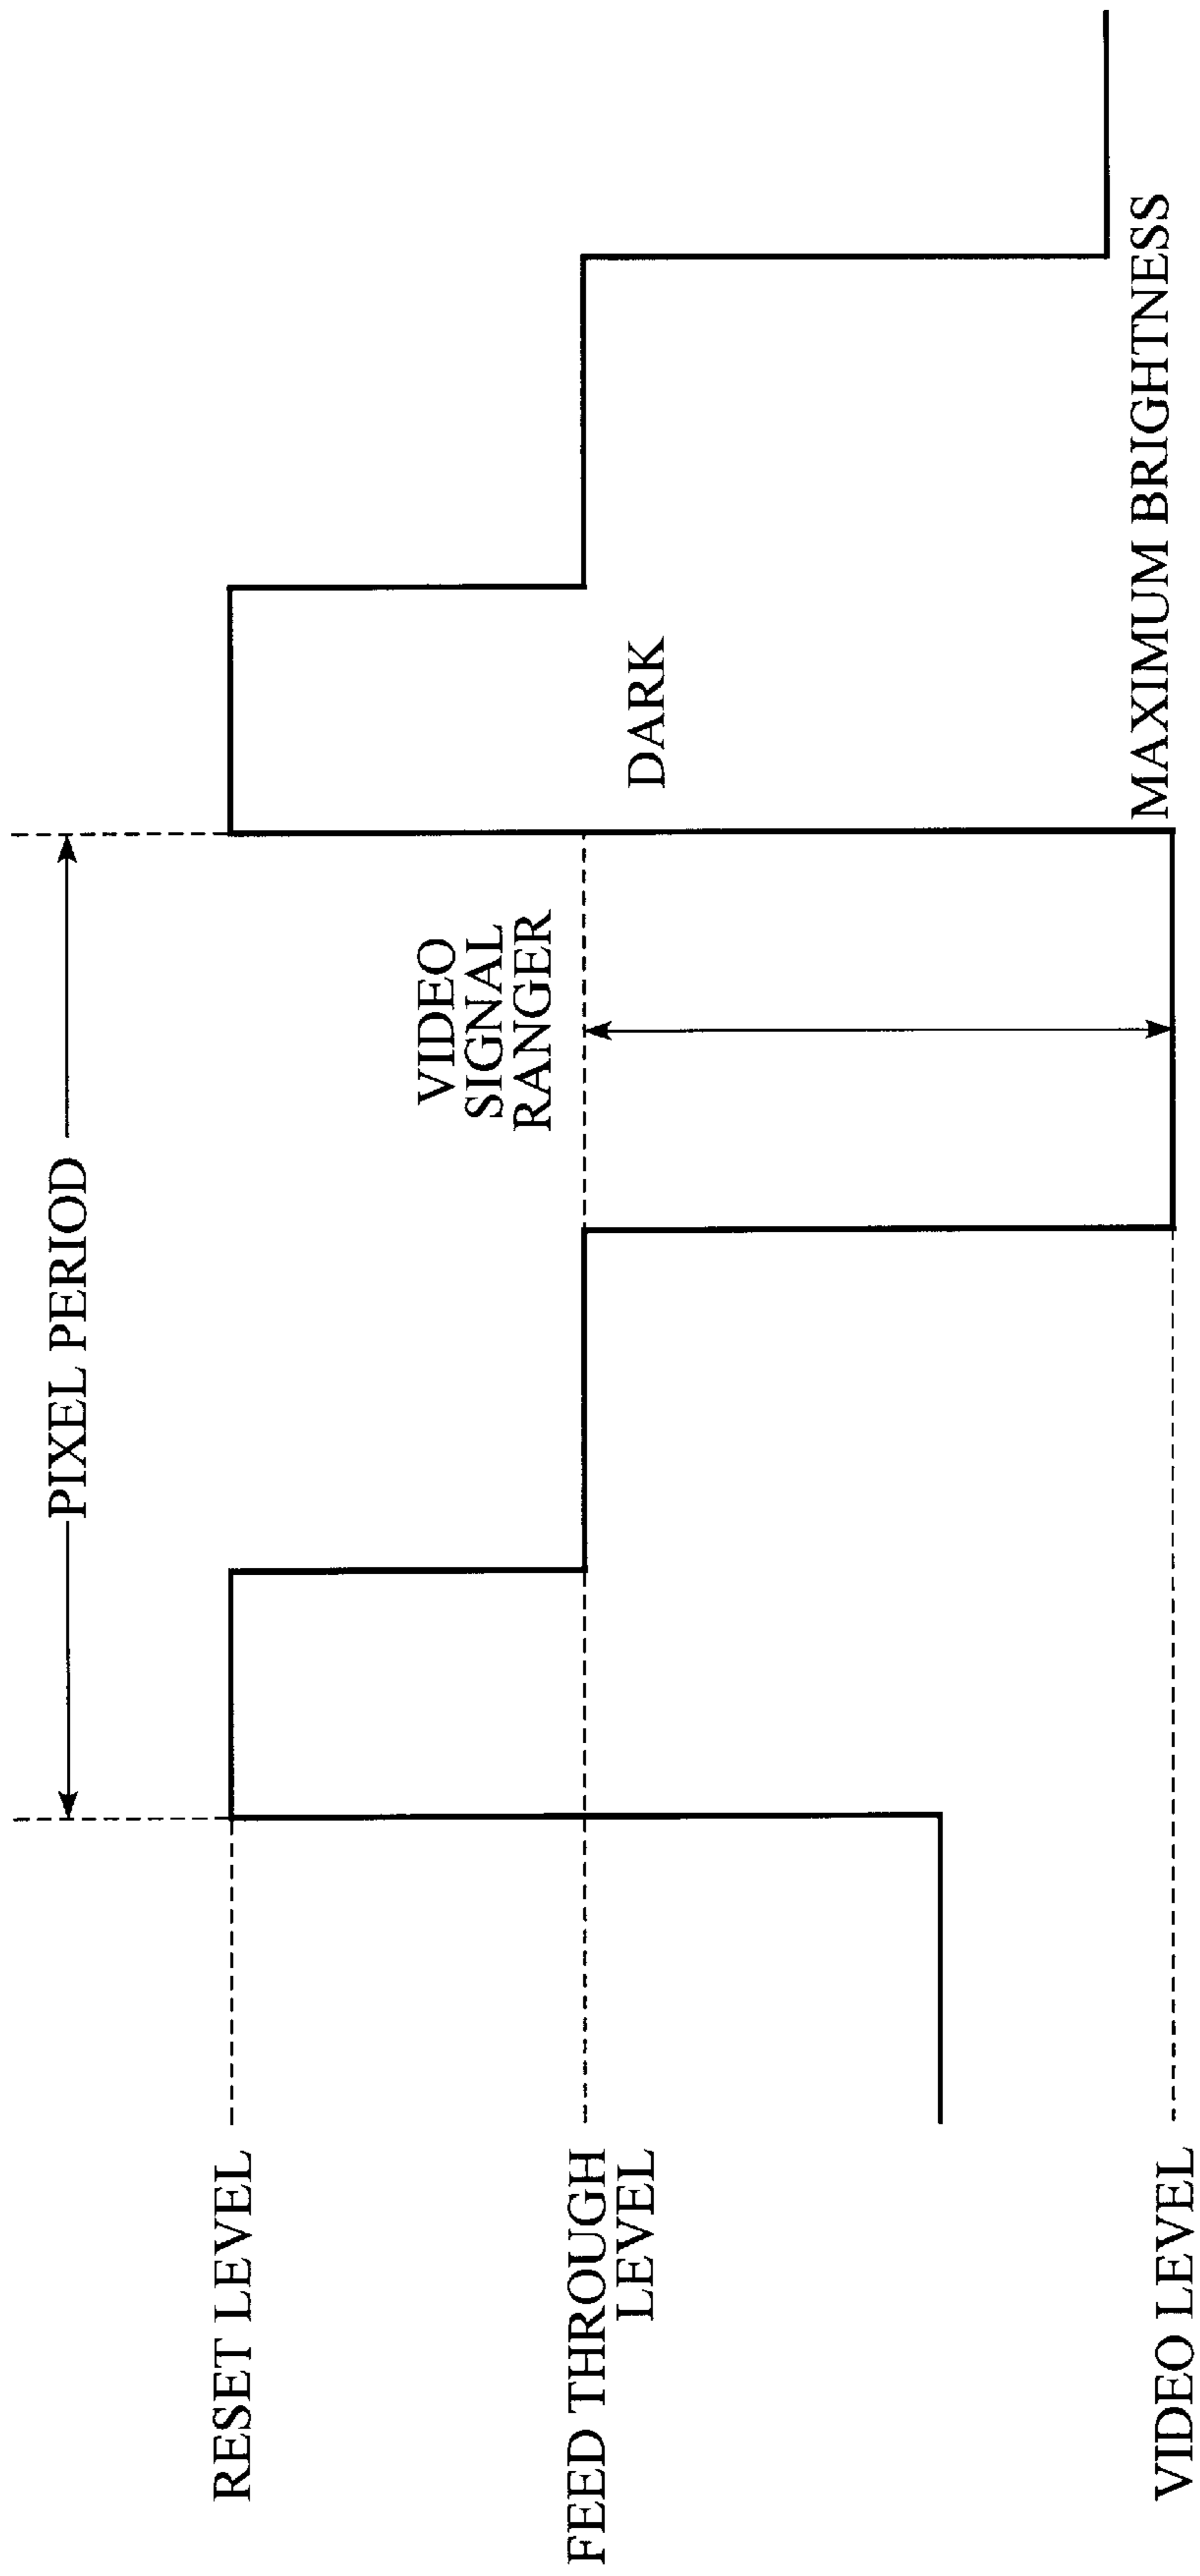 PIXEL PERIOD
RESET LEVEL
VIDEO
SIGNAL
RANGER
FEED THROUGH
LEVEL
DARK
VIDEO LEVEL
MAXIMUM BRIGHTNESS